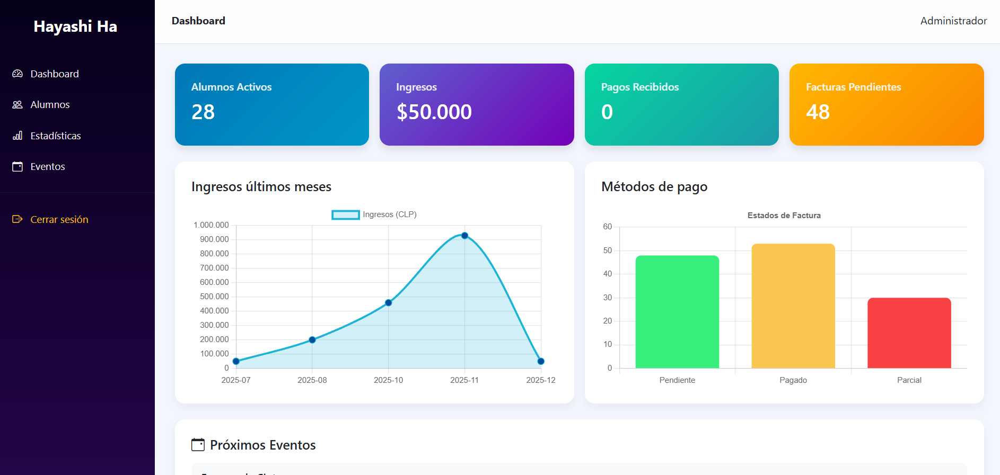 Hayashi Ha
Dashboard
Alumnos
Estadísticas
Eventos
Cerrar sesión
Dashboard
Administrador
Alumnos Activos
28
Ingresos
$50.000
Pagos Recibidos
0
Facturas Pendientes
48
Ingresos últimos meses
Ingresos (CLP)
1.000.000
900.000
800.000
700.000
600.000
500.000
400.000
300.000
200.000
100.000
0
2025-07 2025-08 2025-10 2025-11 2025-12
Métodos de pago
Estados de Factura
60
50
40
30
20
10
0
Pendiente Pagado Parcial
Próximos Eventos